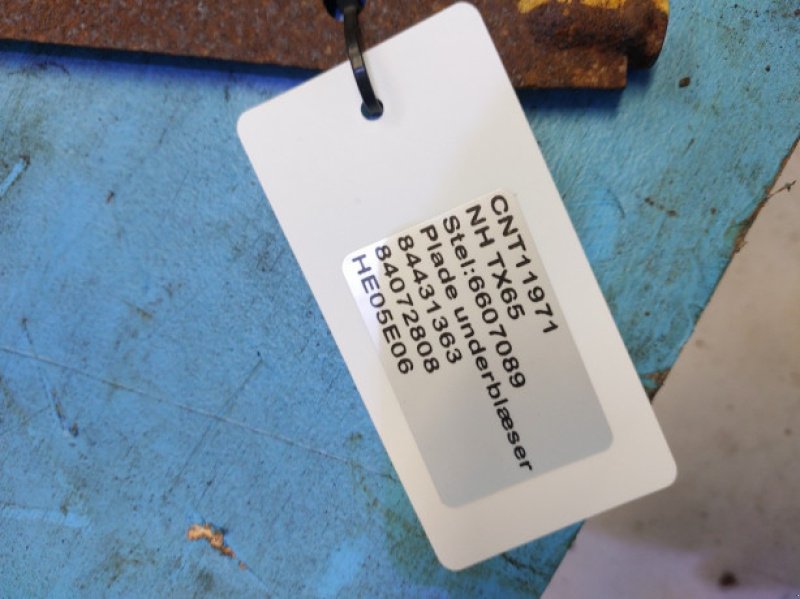 CNT11971
NH TX65
Stel:6607089
Plade underblæser
84431363
84072808
HE05E06